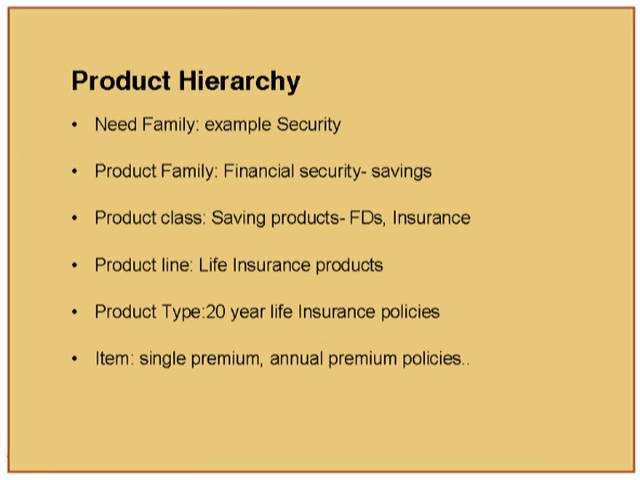 Product Hierarchy
• Need Family: example Security
• Product Family: Financial security- savings
• Product class: Saving products- FDs, Insurance
• Product line: Life Insurance products
• Product Type:20 year life Insurance policies
• Item: single premium, annual premium policies..